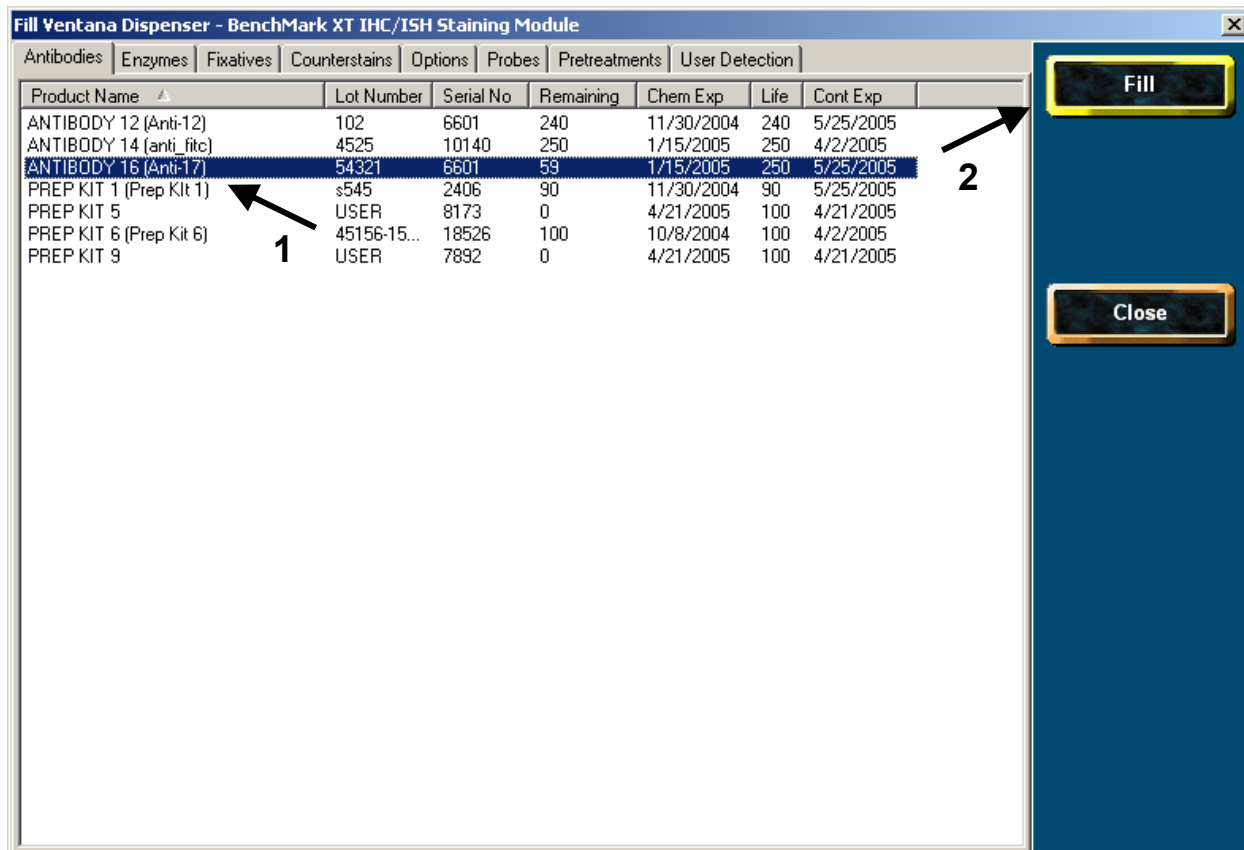 Fill Ventana Dispenser - BenchMark XT IHC/ISH Staining Module
Antibodies Enzymes Fixatives Counterstains Options Probes Pretreatments User Detection
Product Name Lot Number Serial No Remaining Chem Exp Life Cont Exp
ANTIBODY 12 (Anti-12) 102 6601 240 11/30/2004 240 5/25/2005
ANTIBODY 14 (anti_fitc) 4525 10140 250 1/15/2005 250 4/2/2005
ANTIBODY 16 (Anti-17) 54321 6601 59 1/15/2005 250 5/25/2005
PREP KIT 1 (Prep KIt 1) s545 2406 90 11/30/2004 90 5/25/2005
PREP KIT 5 USER 8173 0 4/21/2005 100 4/21/2005
PREP KIT 6 (Prep Kit 6) 45156-15... 18526 100 10/8/2004 100 4/2/2005
PREP KIT 9 USER 7892 0 4/21/2005 100 4/21/2005
1
2
Fill
Close